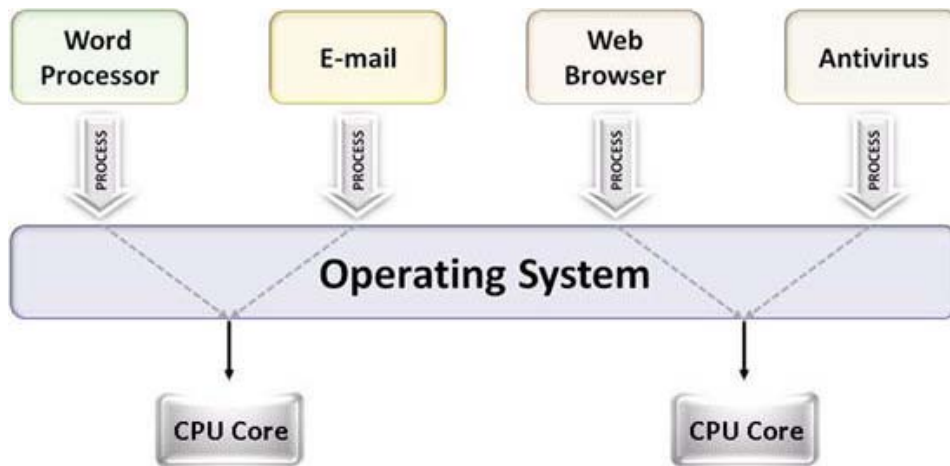 Word
Processor
E-mail
Web
Browser
Antivirus
PROCESS
PROCESS
PROCESS
PROCESS
Operating System
CPU Core
CPU Core